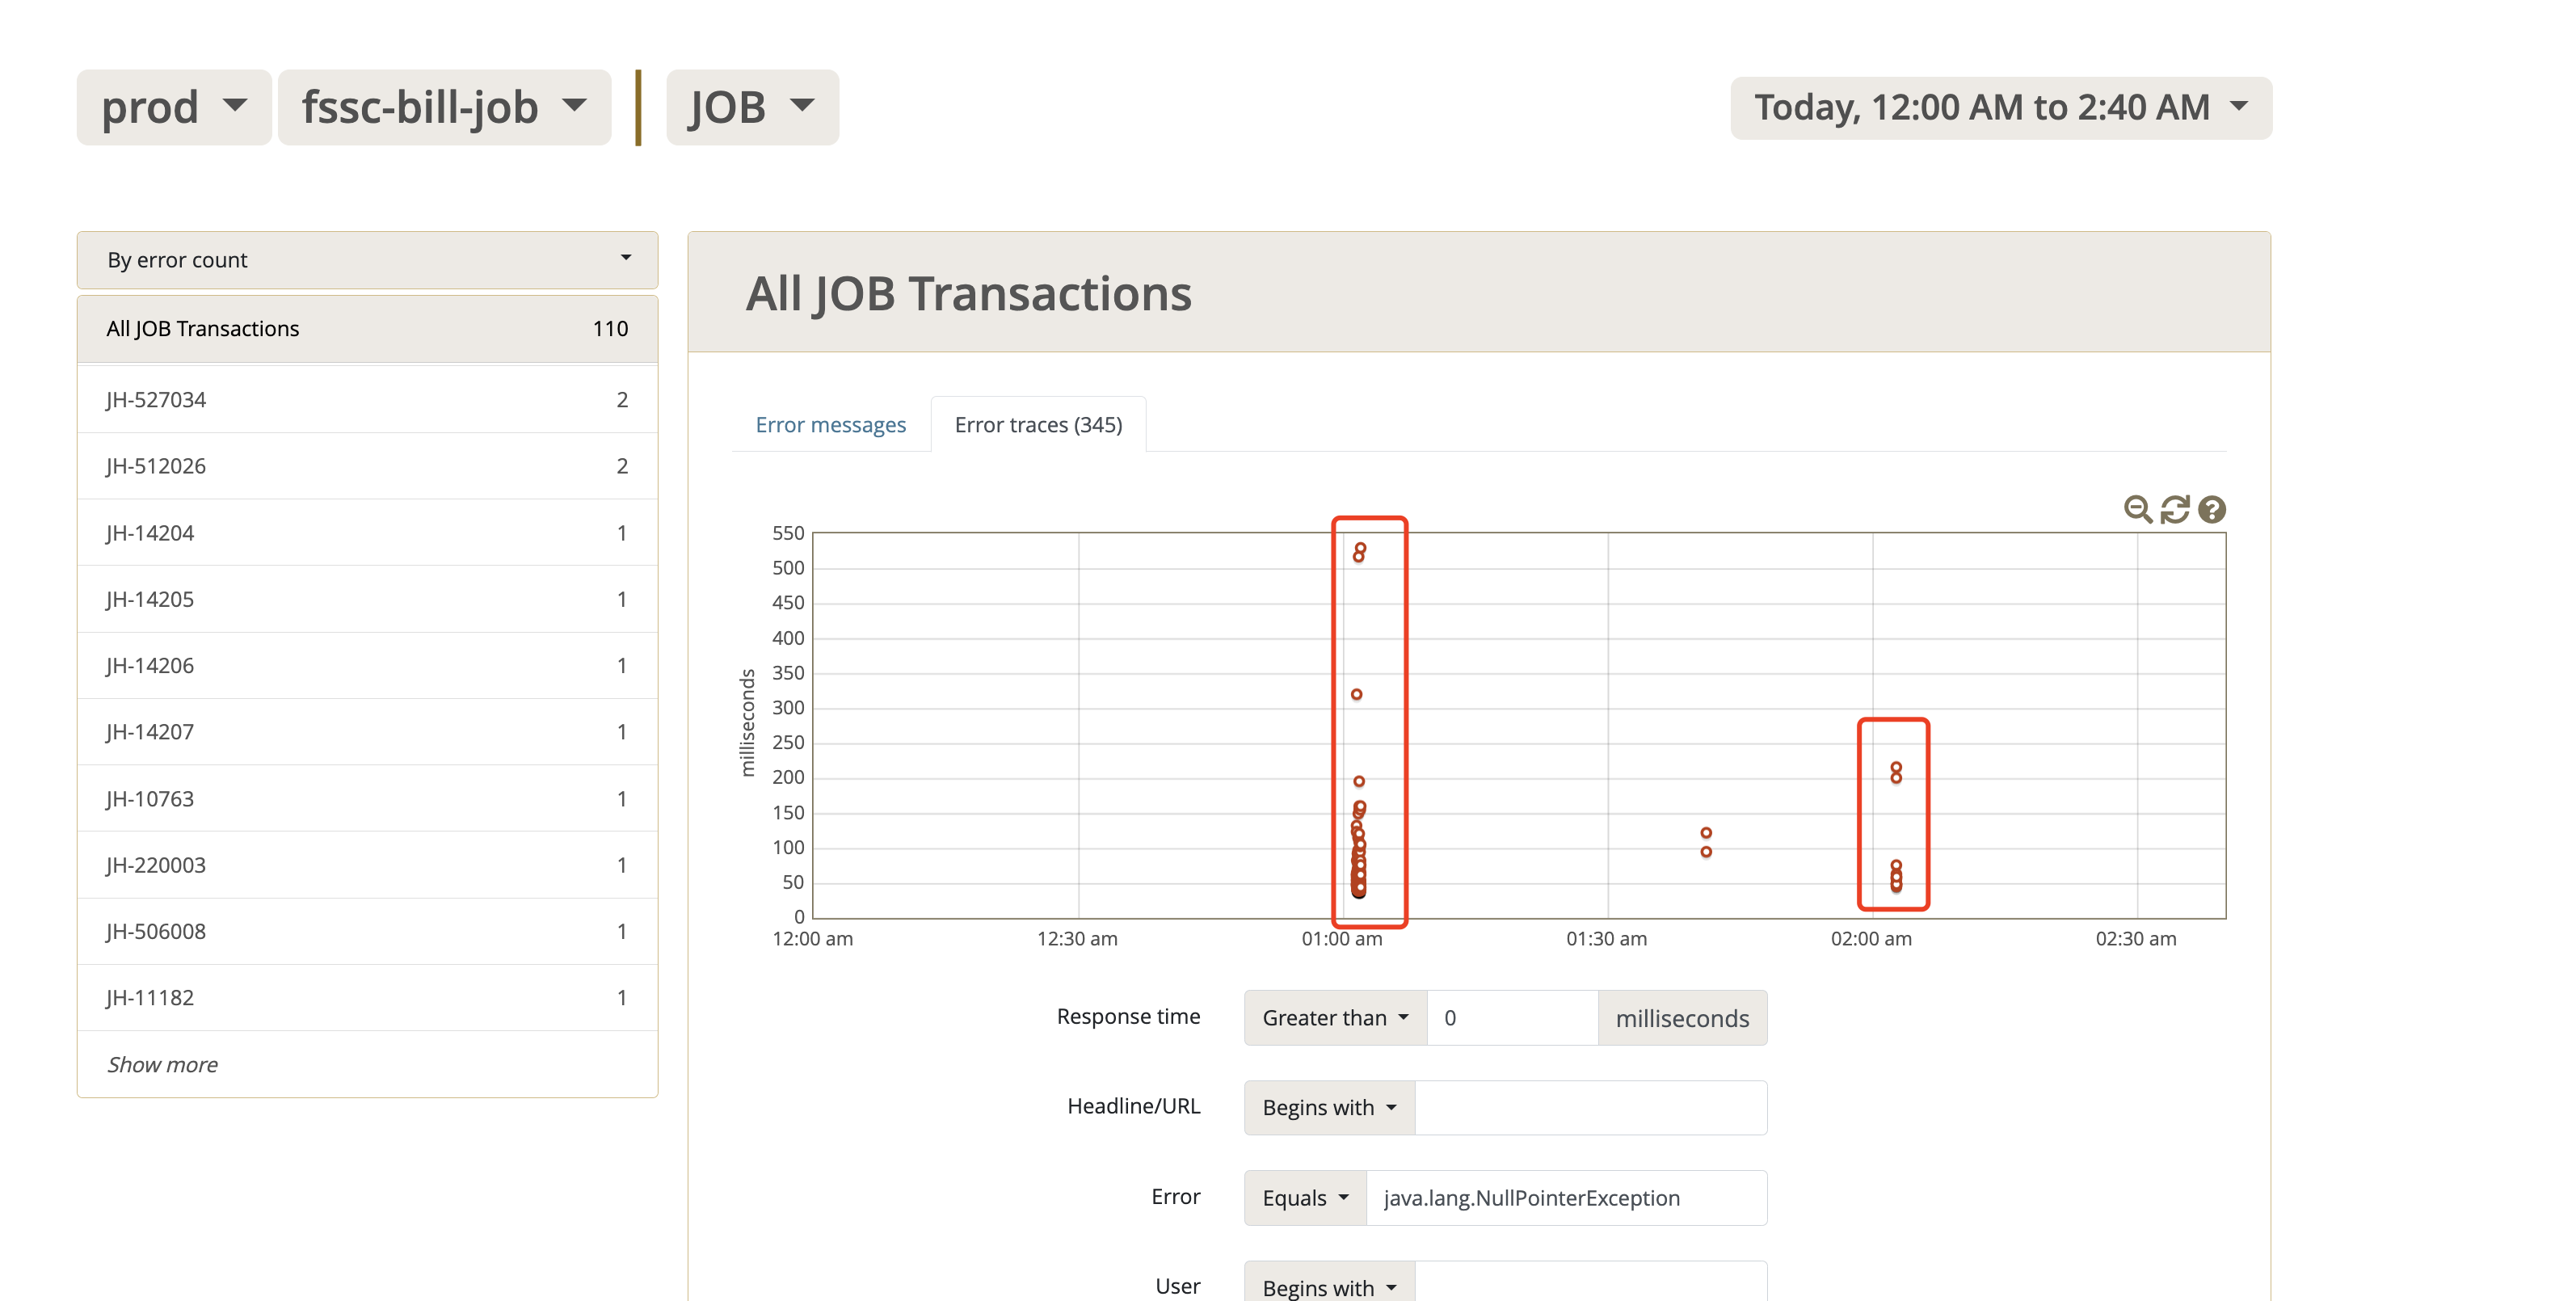 prod fssc-bill-job JOB Today, 12:00 AM to 2:40 AM
By error count
All JOB Transactions 110
JH-527034 2
JH-512026 2
JH-14204 1
JH-14205 1
JH-14206 1
JH-14207 1
JH-10763 1
JH-220003 1
JH-506008 1
JH-11182 1
Show more
All JOB Transactions
Error messages Error traces (345)
milliseconds
550
500
450
400
350
300
250
200
150
100
50
0
12:00 am 12:30 am 01:00 am 01:30 am 02:00 am 02:30 am
Response time Greater than 0 milliseconds
Headline/URL Begins with
Error Equals java.lang.NullPointerException
User Begins with